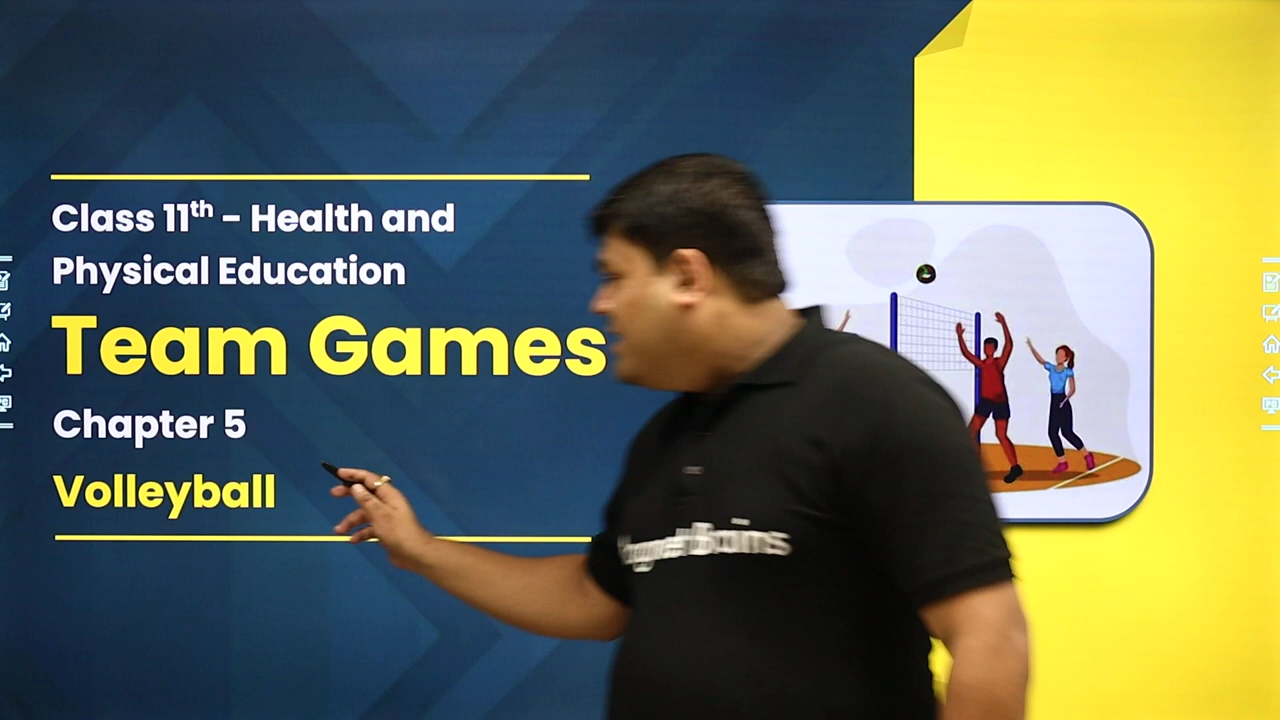 Class 11th - Health and
Physical Education
Team Games
Chapter 5
Volleyball